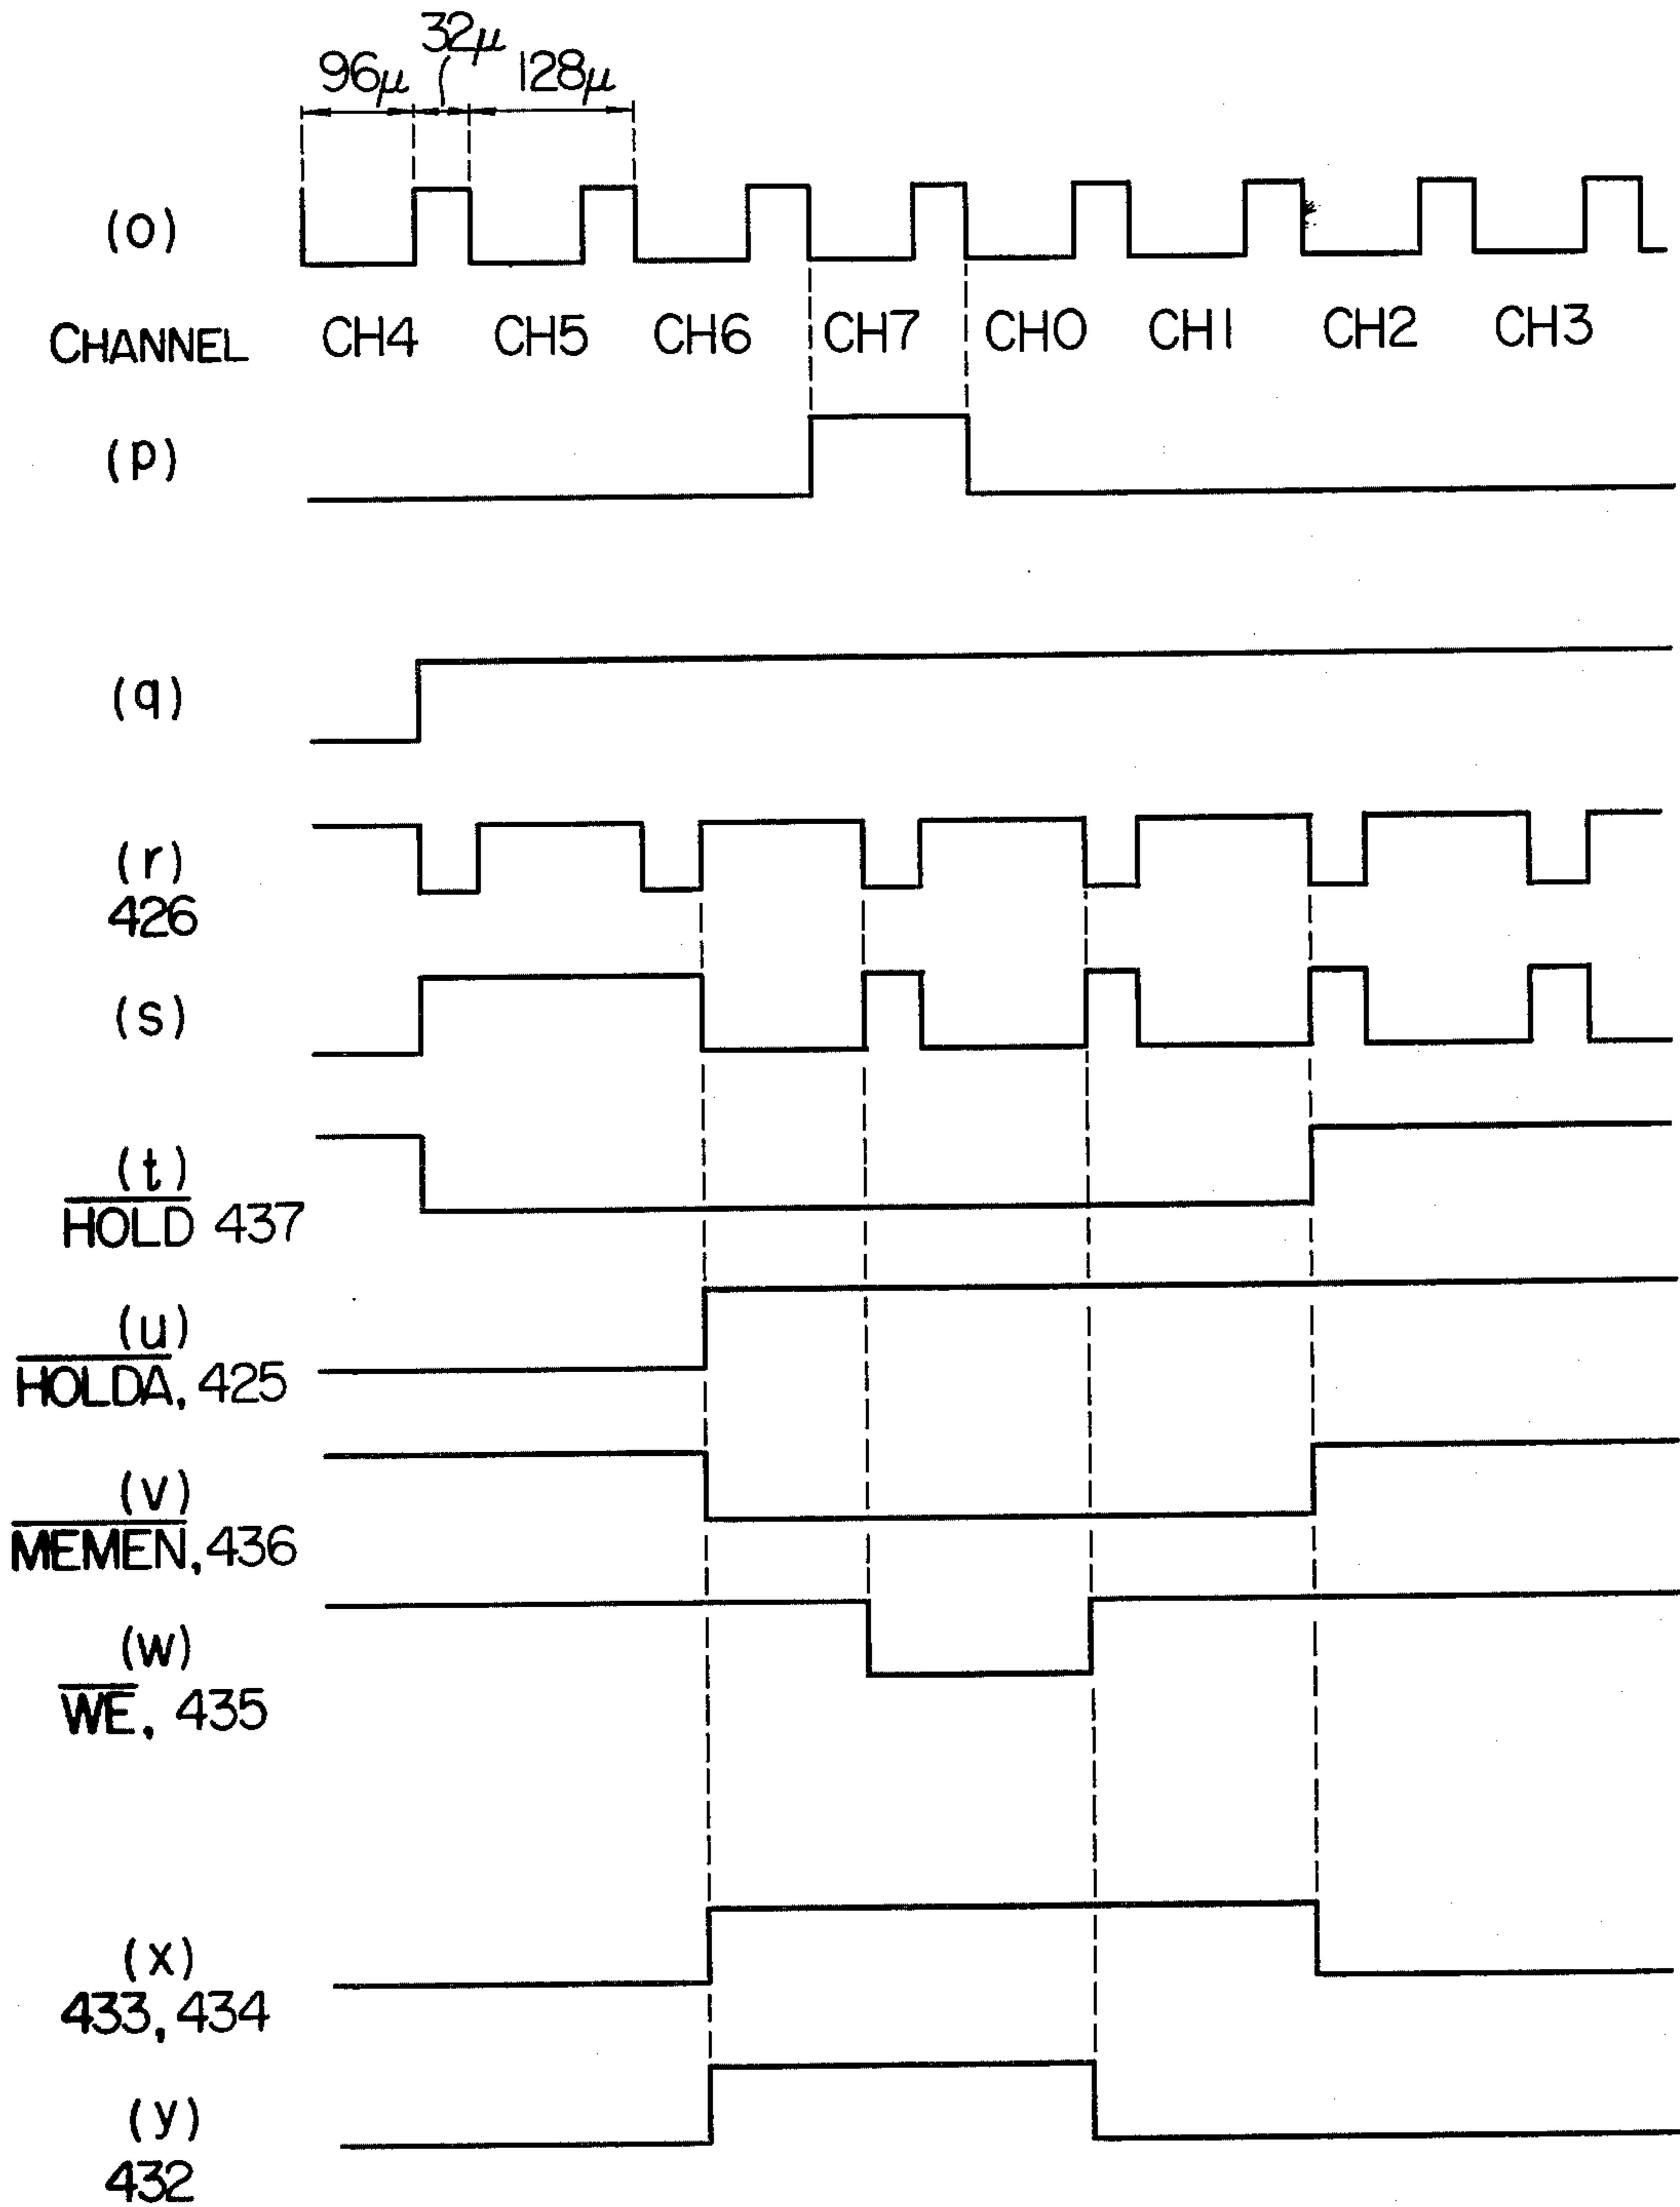 32μ
96μ 128μ
(o)
CHANNEL CH4 CH5 CH6 CH7 CH0 CH1 CH2 CH3
(p)
(q)
(r)
426
(s)
(t)
HOLD 437
(u)
HOLDA, 425
(v)
MEMEN, 436
(w)
WE, 435
(x)
433, 434
(y)
432